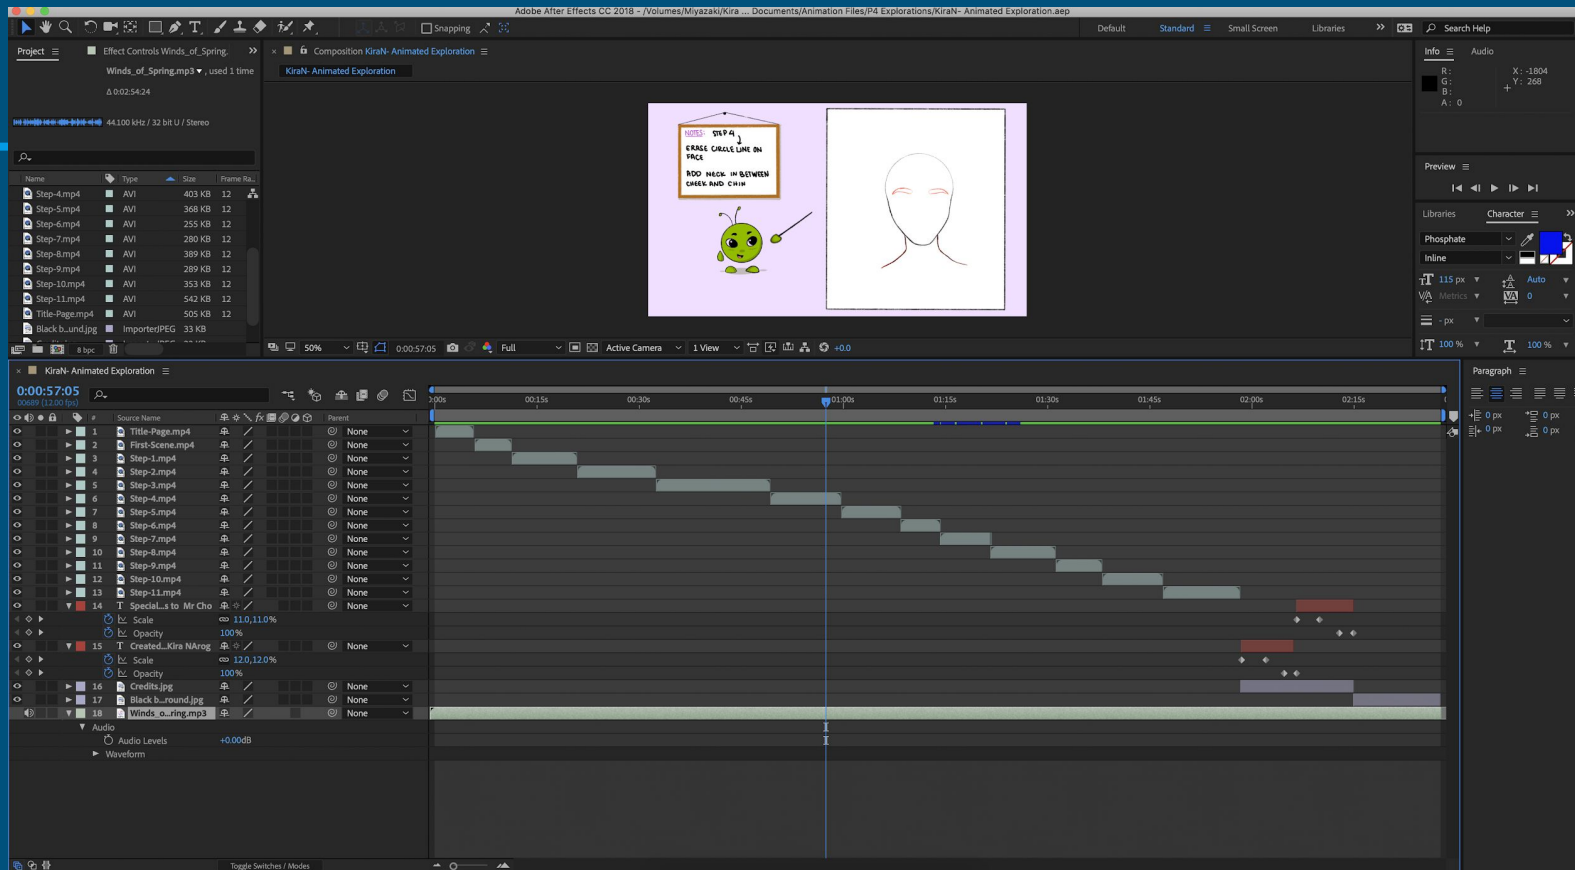 Adobe After Effects CC 2018 - /Volumes/Miyazaki/Kira ... Documents/Animation Files/P4 Explorations/KiraN- Animated Exploration.aep
Snapping
Default Standard Small Screen Libraries Search Help
Project Effect Controls Winds_of_Spring.
Winds_of_Spring.mp3 , used 1 time
Δ 0:02:54:24
44.100 kHz / 32 bit U / Stereo
Name Type Size Frame Ra..
Step-4.mp4 AVI 403 KB 12
Step-5.mp4 AVI 368 KB 12
Step-6.mp4 AVI 255 KB 12
Step-7.mp4 AVI 280 KB 12
Step-8.mp4 AVI 389 KB 12
Step-9.mp4 AVI 289 KB 12
Step-10.mp4 AVI 353 KB 12
Step-11.mp4 AVI 542 KB 12
Title-Page.mp4 AVI 505 KB 12
Black b...und.jpg ImporterJPEG 33 KB
8 bpc
Composition KiraN- Animated Exploration
KiraN- Animated Exploration
NOTES: STEP 4
ERASE CIRCLE LINE ON
FACE
ADD NECK IN BETWEEN
CHEEK AND CHIN
50% 0:00:57:05 Full Active Camera 1 View +0.0
Info Audio
R: X: -1804
G: Y: 268
B:
A: 0
Preview
Libraries Character
Phosphate
Inline
115 px Auto
Metrics 0
- px
100 % 100 %
Paragraph
0 px 0 px
0 px 0 px
KiraN- Animated Exploration
0:00:57:05
00689 (12.00 fps)
00:15s 00:30s 00:45s 01:00s 01:15s 01:30s 01:45s 02:00s 02:15s
# Source Name Parent
1 Title-Page.mp4 None
2 First-Scene.mp4 None
3 Step-1.mp4 None
4 Step-2.mp4 None
5 Step-3.mp4 None
6 Step-4.mp4 None
7 Step-5.mp4 None
8 Step-6.mp4 None
9 Step-7.mp4 None
10 Step-8.mp4 None
11 Step-9.mp4 None
12 Step-10.mp4 None
13 Step-11.mp4 None
14 T Special...s to Mr Cho
Scale 11.0,11.0%
Opacity 100%
15 T Created...Kira NArog None
Scale 12.0,12.0%
Opacity 100%
16 Credits.jpg None
17 Black b...round.jpg None
18 Winds_o...ring.mp3 None
Audio
Audio Levels +0.00dB
Waveform
Toggle Switches / Modes